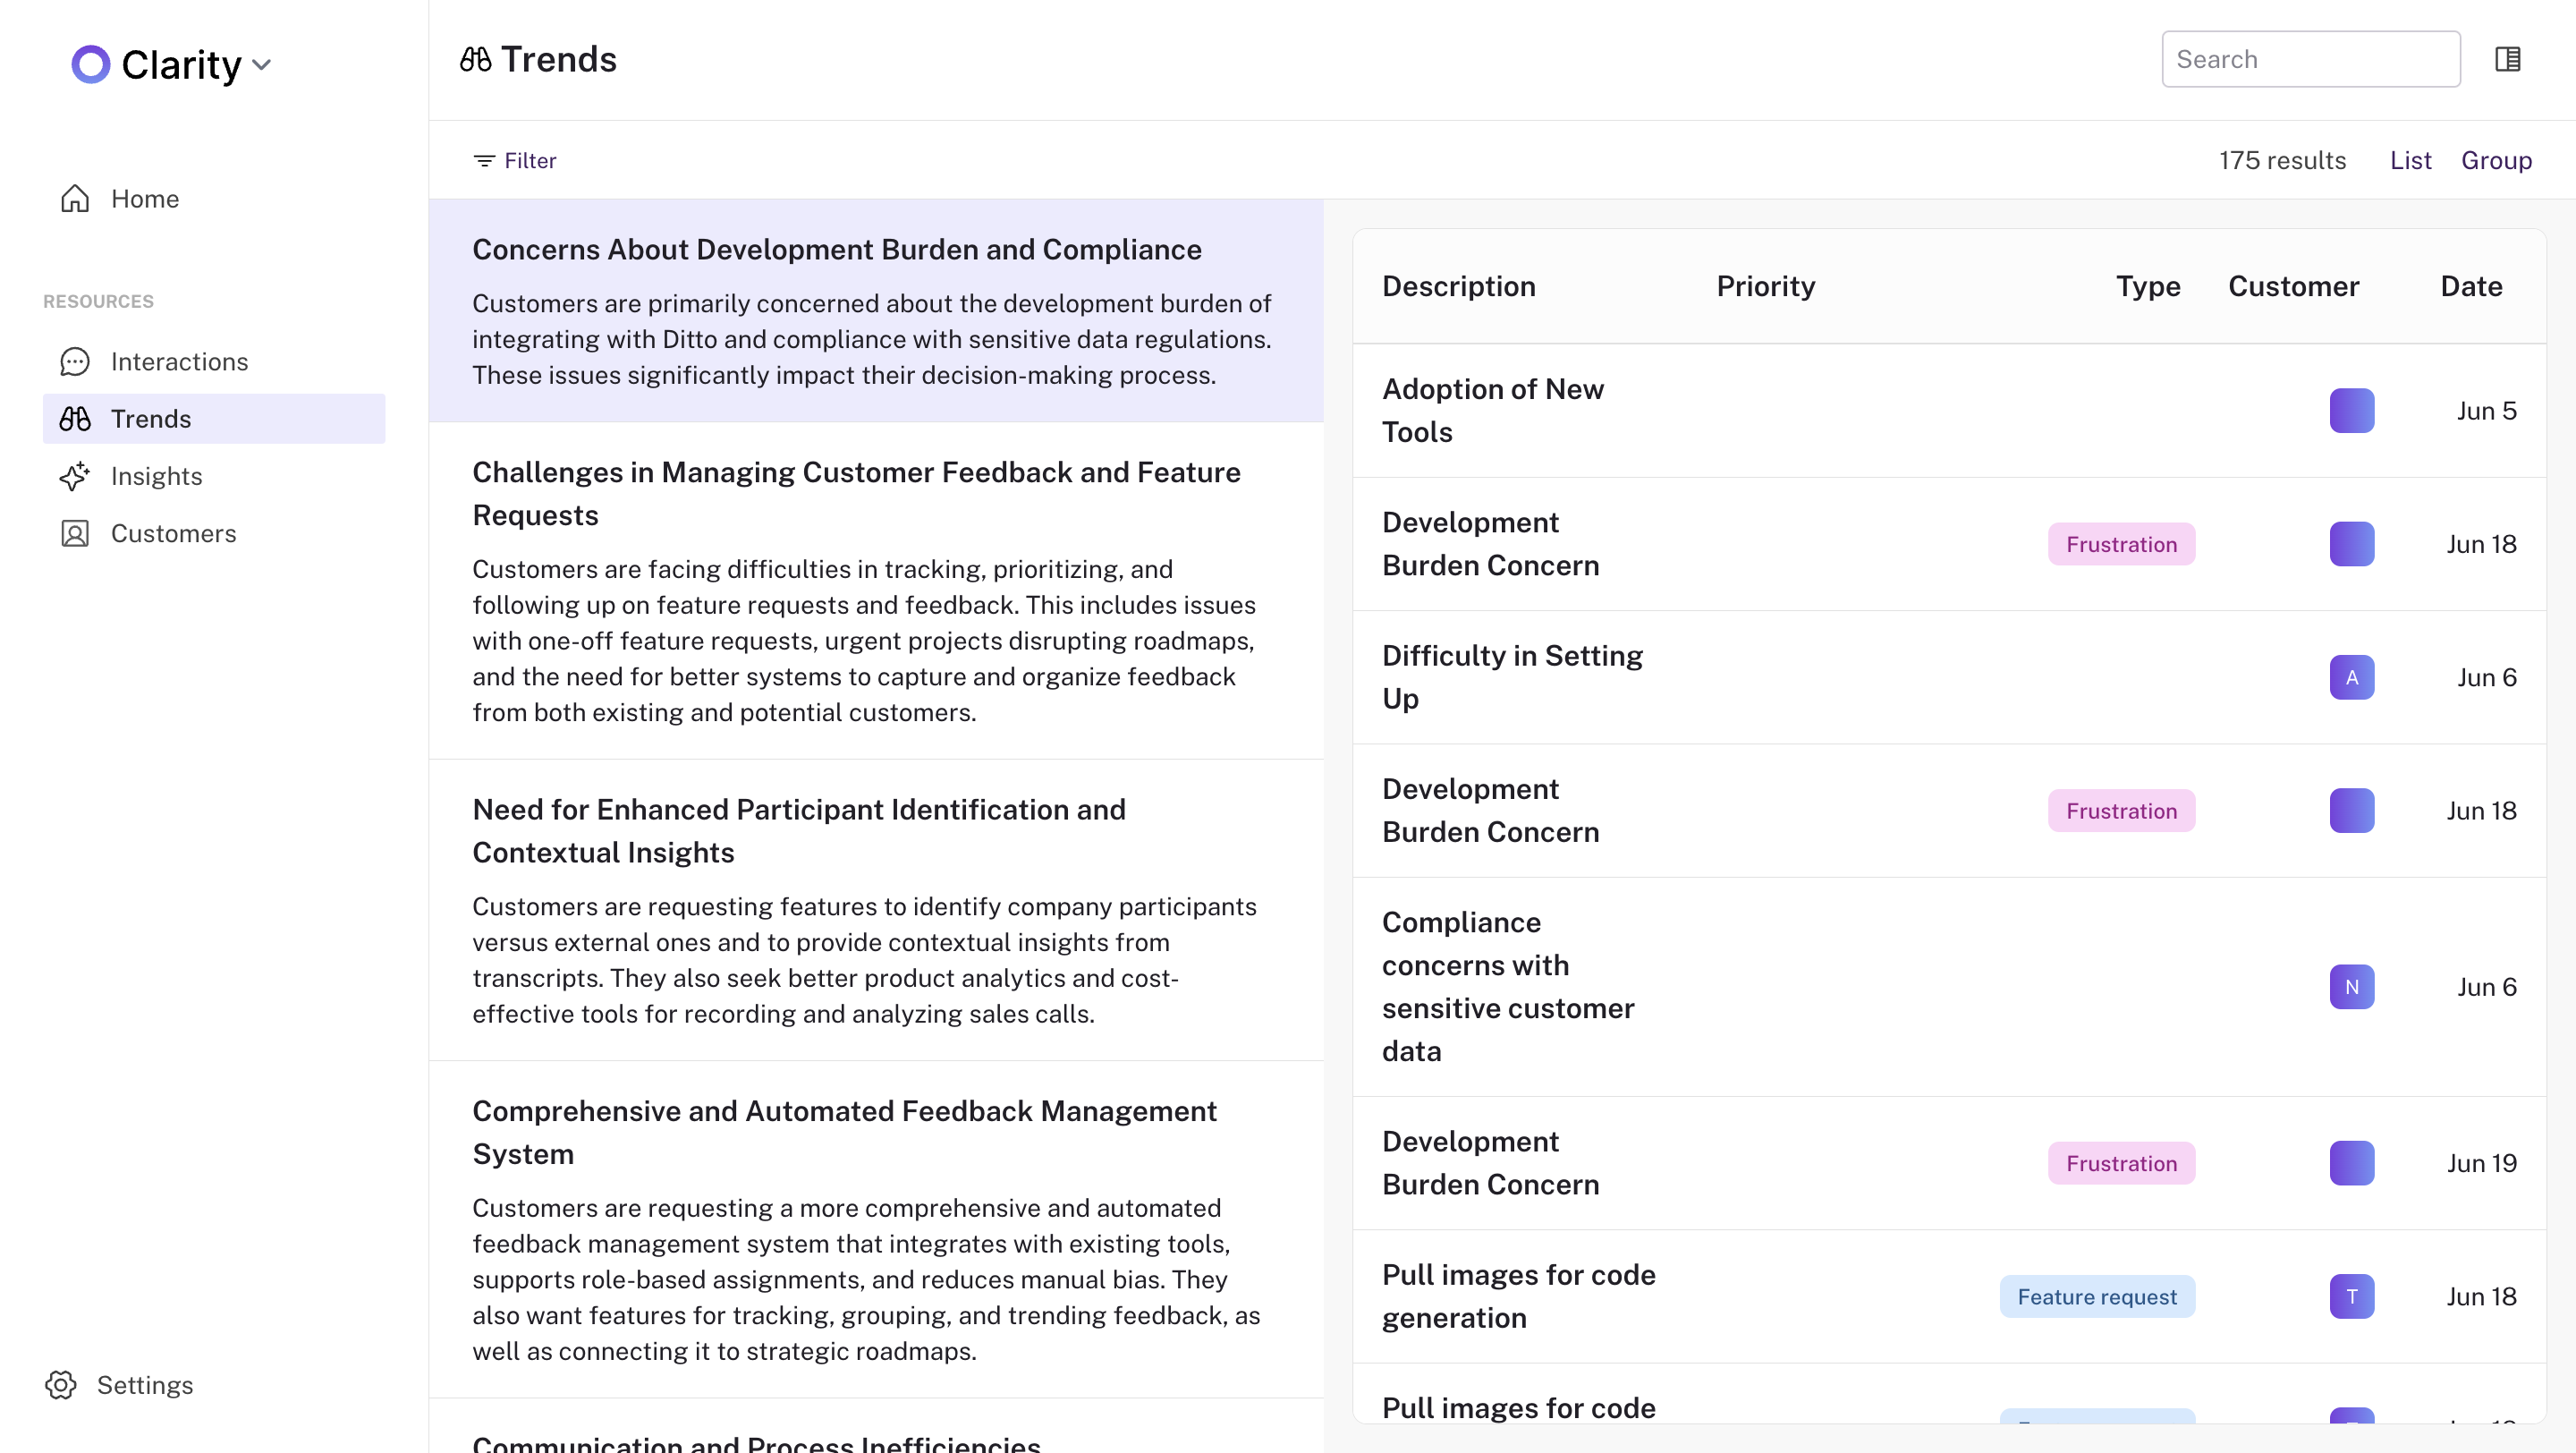 Clarity
Home
RESOURCES
Interactions
Trends
Insights
Customers
Settings
Trends
Search
Filter
175 results
List
Group
Concerns About Development Burden and Compliance
Customers are primarily concerned about the development burden of
integrating with Ditto and compliance with sensitive data regulations.
These issues significantly impact their decision-making process.
Challenges in Managing Customer Feedback and Feature
Requests
Customers are facing difficulties in tracking, prioritizing, and
following up on feature requests and feedback. This includes issues
with one-off feature requests, urgent projects disrupting roadmaps,
and the need for better systems to capture and organize feedback
from both existing and potential customers.
Need for Enhanced Participant Identification and
Contextual Insights
Customers are requesting features to identify company participants
versus external ones and to provide contextual insights from
transcripts. They also seek better product analytics and cost-
effective tools for recording and analyzing sales calls.
Comprehensive and Automated Feedback Management
System
Customers are requesting a more comprehensive and automated
feedback management system that integrates with existing tools,
supports role-based assignments, and reduces manual bias. They
also want features for tracking, grouping, and trending feedback, as
well as connecting it to strategic roadmaps.
Communication and Process Inefficiencies
Description Priority Type Customer Date
Adoption of New
Tools
Jun 5
Development
Burden Concern
Frustration
Jun 18
Difficulty in Setting
Up
A
Jun 6
Development
Burden Concern
Frustration
Jun 18
Compliance
concerns with
sensitive customer
data
N
Jun 6
Development
Burden Concern
Frustration
Jun 19
Pull images for code
generation
Feature request
T
Jun 18
Pull images for code